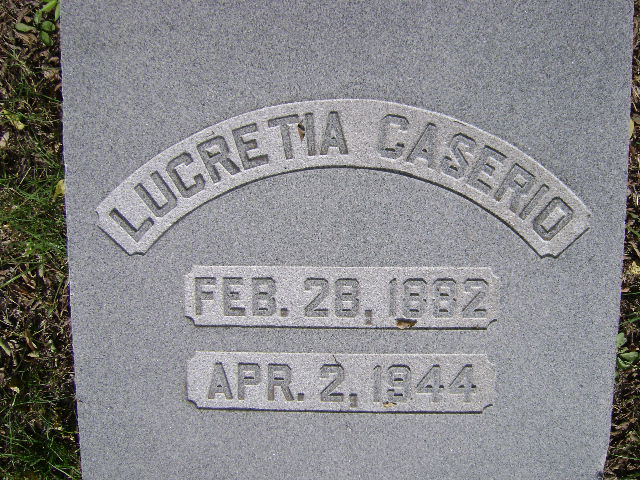 LUCRETIA CASERIO
FEB. 28, 1882
APR. 2, 1944